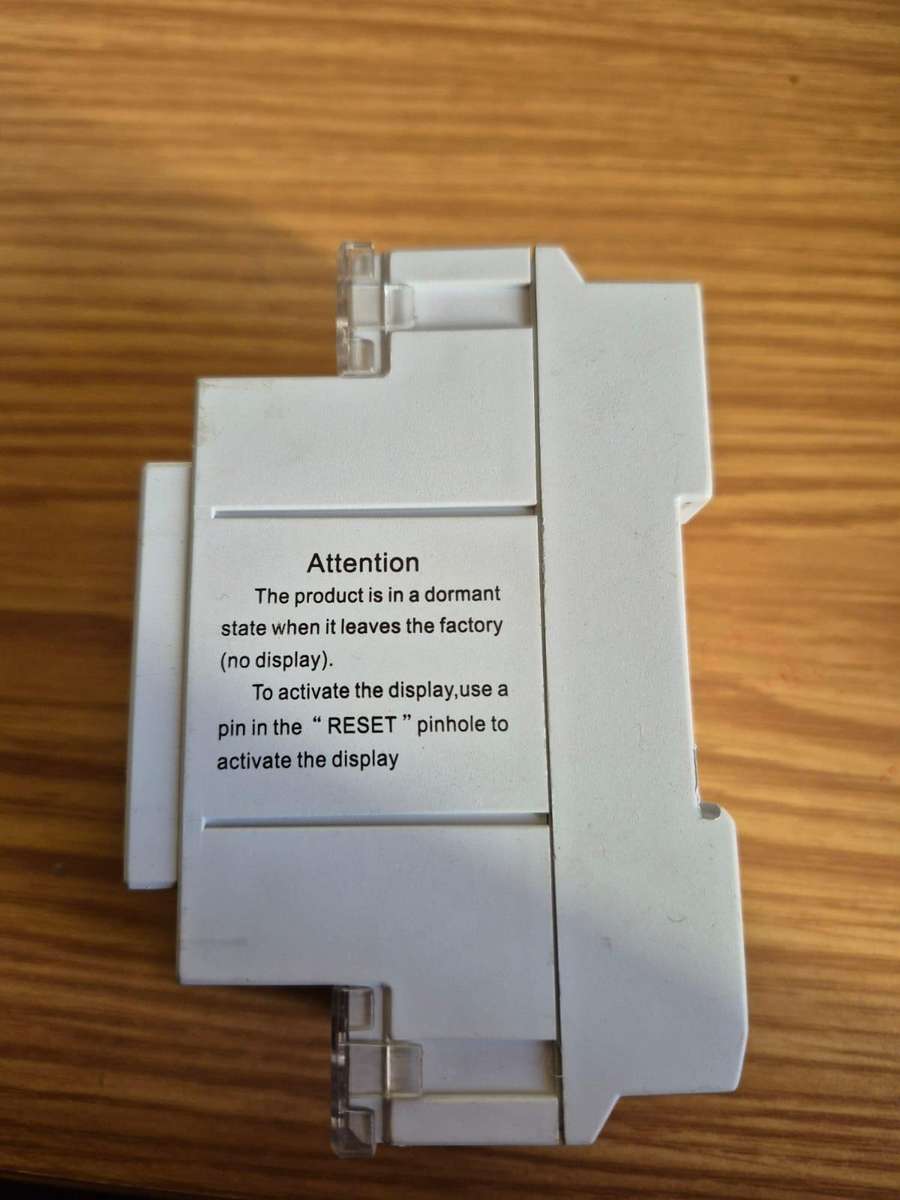 Attention
The product is in a dormant
state when it leaves the factory
(no display).
To activate the display,use a
pin in the “ RESET ” pinhole to
activate the display